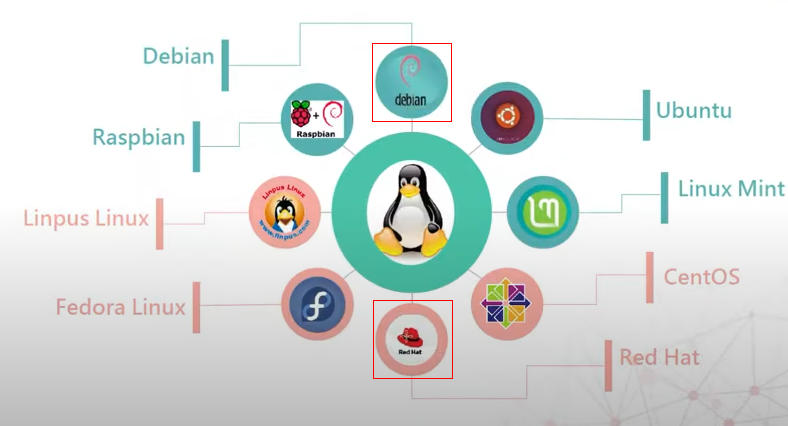 Debian
debian
Ubuntu
Raspbian
Raspbian
Linux Mint
Linpus Linux
Linpus Linux
www.linpus.com
CentOS
Fedora Linux
Red Hat
Red Hat